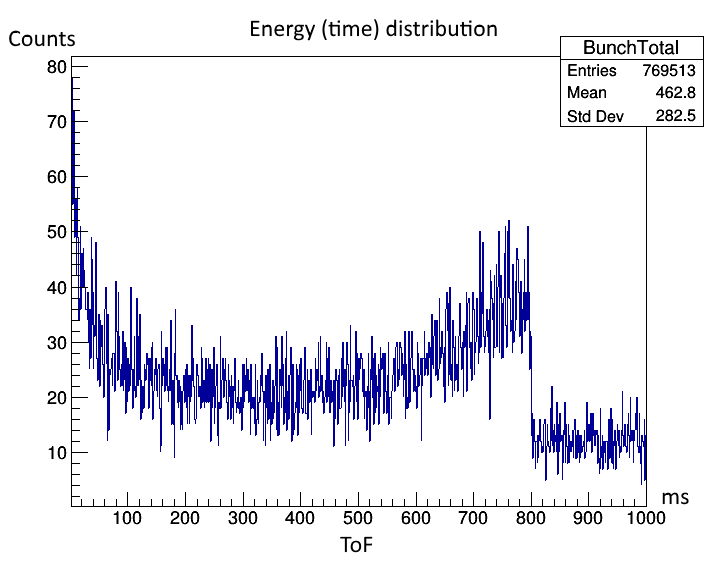 Energy (time) distribution
Counts
BunchTotal
Entries 769513
Mean 462.8
Std Dev 282.5
80
70
60
50
40
30
20
10
100 200 300 400 500 600 700 800 900 1000
ms
ToF